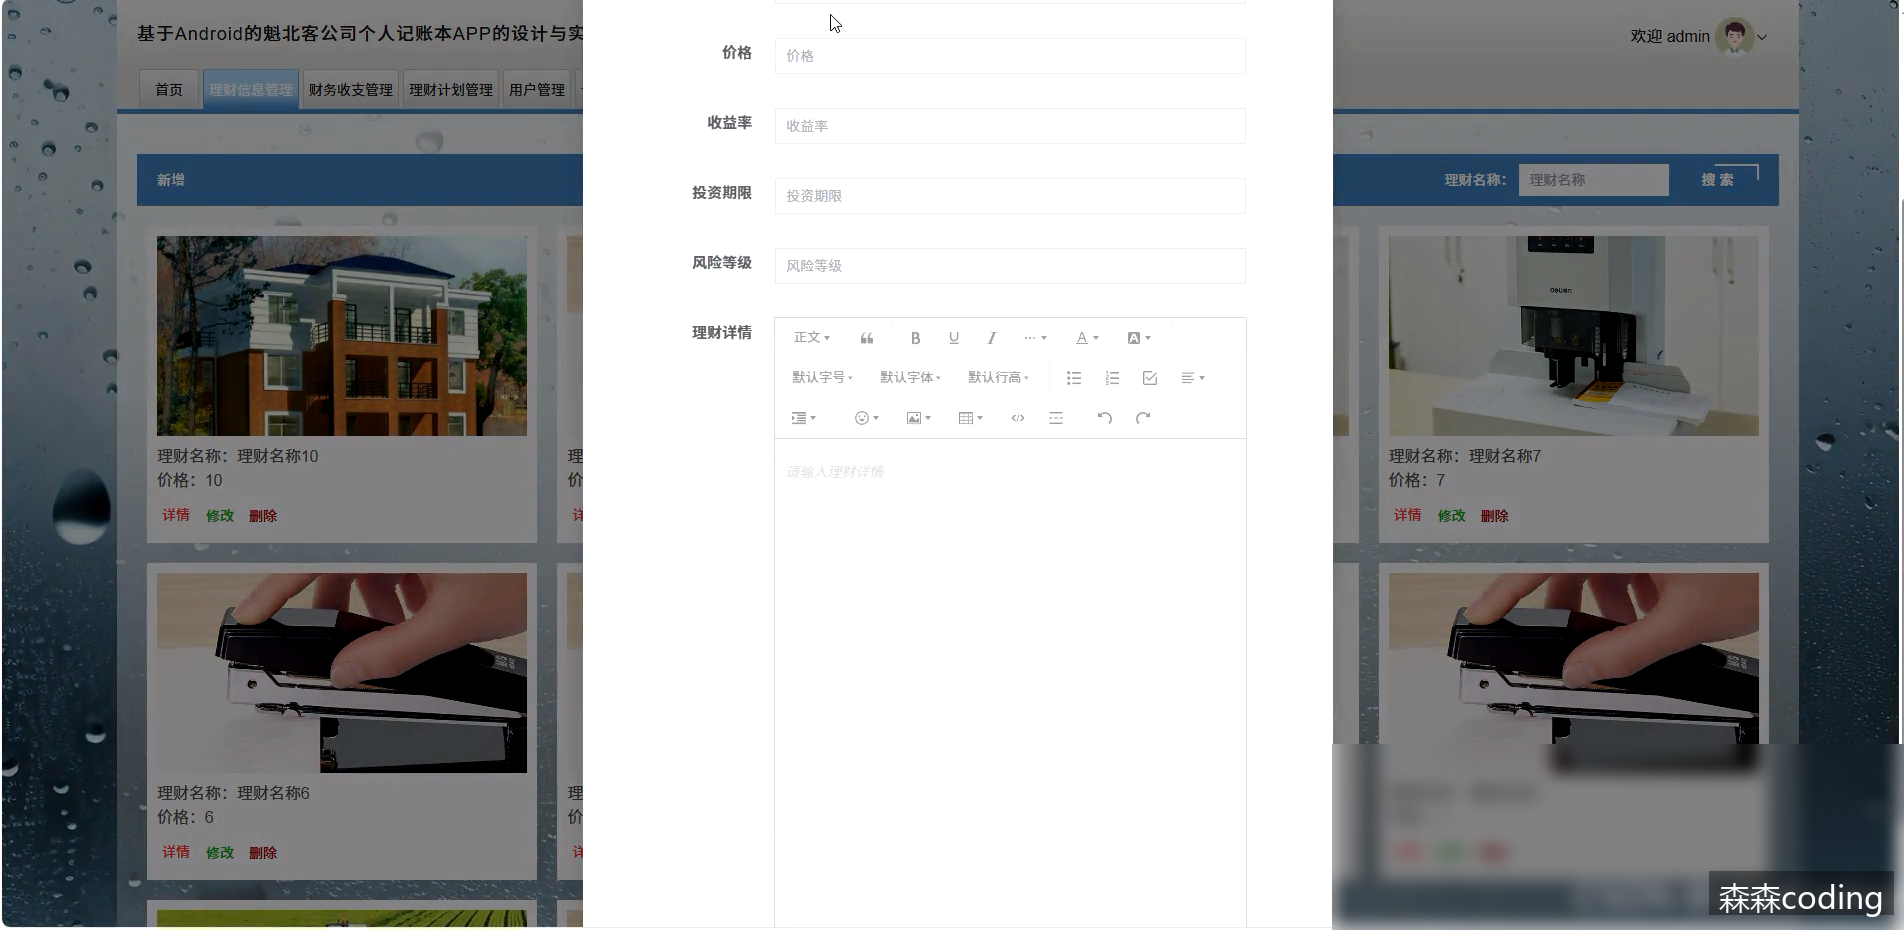 基于Android的魁北客公司个人记账本APP的设计与实
欢迎 admin
首页
理财信息管理
财务收支管理
理财计划管理
用户管理
新增
理财名称：
理财名称
搜 索
价格
价格
收益率
收益率
投资期限
投资期限
风险等级
风险等级
理财详情
正文
B U I ... A A
默认字号
默认字体
默认行高
请输入理财详情
理财名称：理财名称10
价格：10
详情 修改 删除
理
价
详
deli
理财名称：理财名称7
价格：7
详情 修改 删除
理财名称：理财名称6
价格：6
详情 修改 删除
理
价
详
森森coding